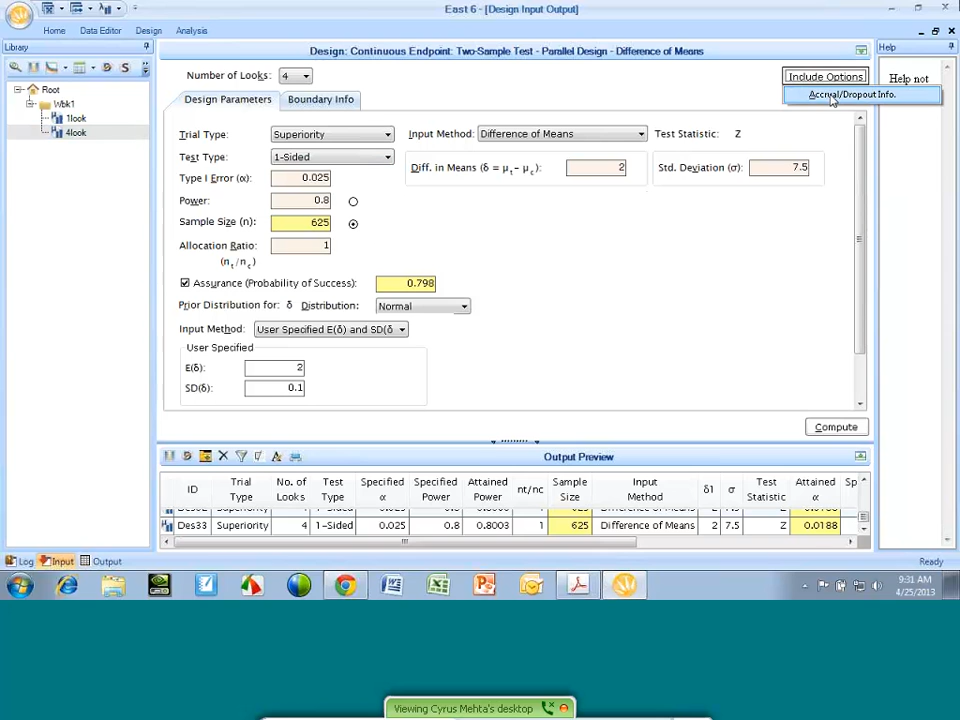 East 6 - [Design Input Output]
Home
Data Editor
Design
Analysis
Library
Design: Continuous Endpoint: Two-Sample Test - Parallel Design - Difference of Means
Help
Number of Looks: 4
Include Options
Help not
Accrual/Dropout Info.
Root
Wbk1
1look
4look
Design Parameters
Boundary Info
Trial Type: Superiority
Input Method: Difference of Means
Test Statistic: Z
Test Type: 1-Sided
Diff. in Means (δ = μt - μc): 2
Std. Deviation (σ): 7.5
Type I Error (α): 0.025
Power: 0.8
Sample Size (n): 625
Allocation Ratio: 1
(nt/nc)
Assurance (Probability of Success): 0.798
Prior Distribution for: δ Distribution: Normal
Input Method: User Specified E(δ) and SD(δ
User Specified
E(δ): 2
SD(δ): 0.1
Compute
Output Preview
ID Trial Type No. of Looks Test Type Specified α Specified Power Attained Power nt/nc Sample Size Input Method δ1 σ Test Statistic Attained α Sp
Des33 Superiority 4 1-Sided 0.025 0.8 0.8003 1 625 Difference of Means 2 7.5 Z 0.0188
Log
Input
Output
Ready
9:31 AM
4/25/2013
Viewing Cyrus Mehta's desktop